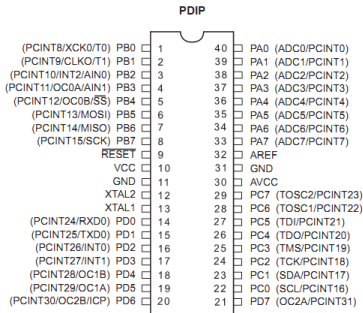 PDIP
(PCINT8/XCK0/T0) PB0 1 40 PA0 (ADC0/PCINT0)
(PCINT9/CLKO/T1) PB1 2 39 PA1 (ADC1/PCINT1)
(PCINT10/INT2/AIN0) PB2 3 38 PA2 (ADC2/PCINT2)
(PCINT11/OC0A/AIN1) PB3 4 37 PA3 (ADC3/PCINT3)
(PCINT12/OC0B/SS) PB4 5 36 PA4 (ADC4/PCINT4)
(PCINT13/MOSI) PB5 6 35 PA5 (ADC5/PCINT5)
(PCINT14/MISO) PB6 7 34 PA6 (ADC6/PCINT6)
(PCINT15/SCK) PB7 8 33 PA7 (ADC7/PCINT7)
RESET 9 32 AREF
VCC 10 31 GND
GND 11 30 AVCC
XTAL2 12 29 PC7 (TOSC2/PCINT23)
XTAL1 13 28 PC6 (TOSC1/PCINT22)
(PCINT24/RXD0) PD0 14 27 PC5 (TDI/PCINT21)
(PCINT25/TXD0) PD1 15 26 PC4 (TDO/PCINT20)
(PCINT26/INT0) PD2 16 25 PC3 (TMS/PCINT19)
(PCINT27/INT1) PD3 17 24 PC2 (TCK/PCINT18)
(PCINT28/OC1B) PD4 18 23 PC1 (SDA/PCINT17)
(PCINT29/OC1A) PD5 19 22 PC0 (SCL/PCINT16)
(PCINT30/OC2B/ICP) PD6 20 21 PD7 (OC2A/PCINT31)